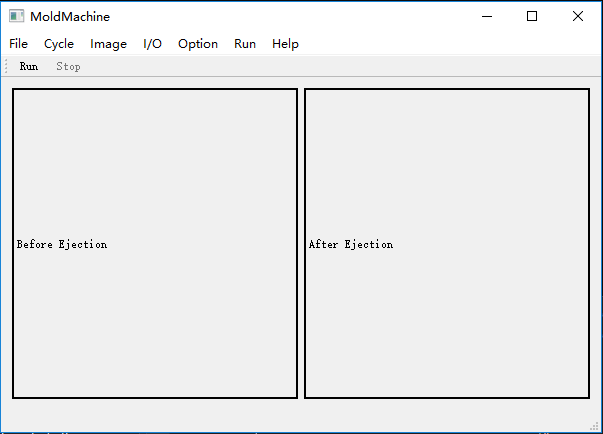 MoldMachine
File Cycle Image I/O Option Run Help
Run Stop
Before Ejection
After Ejection